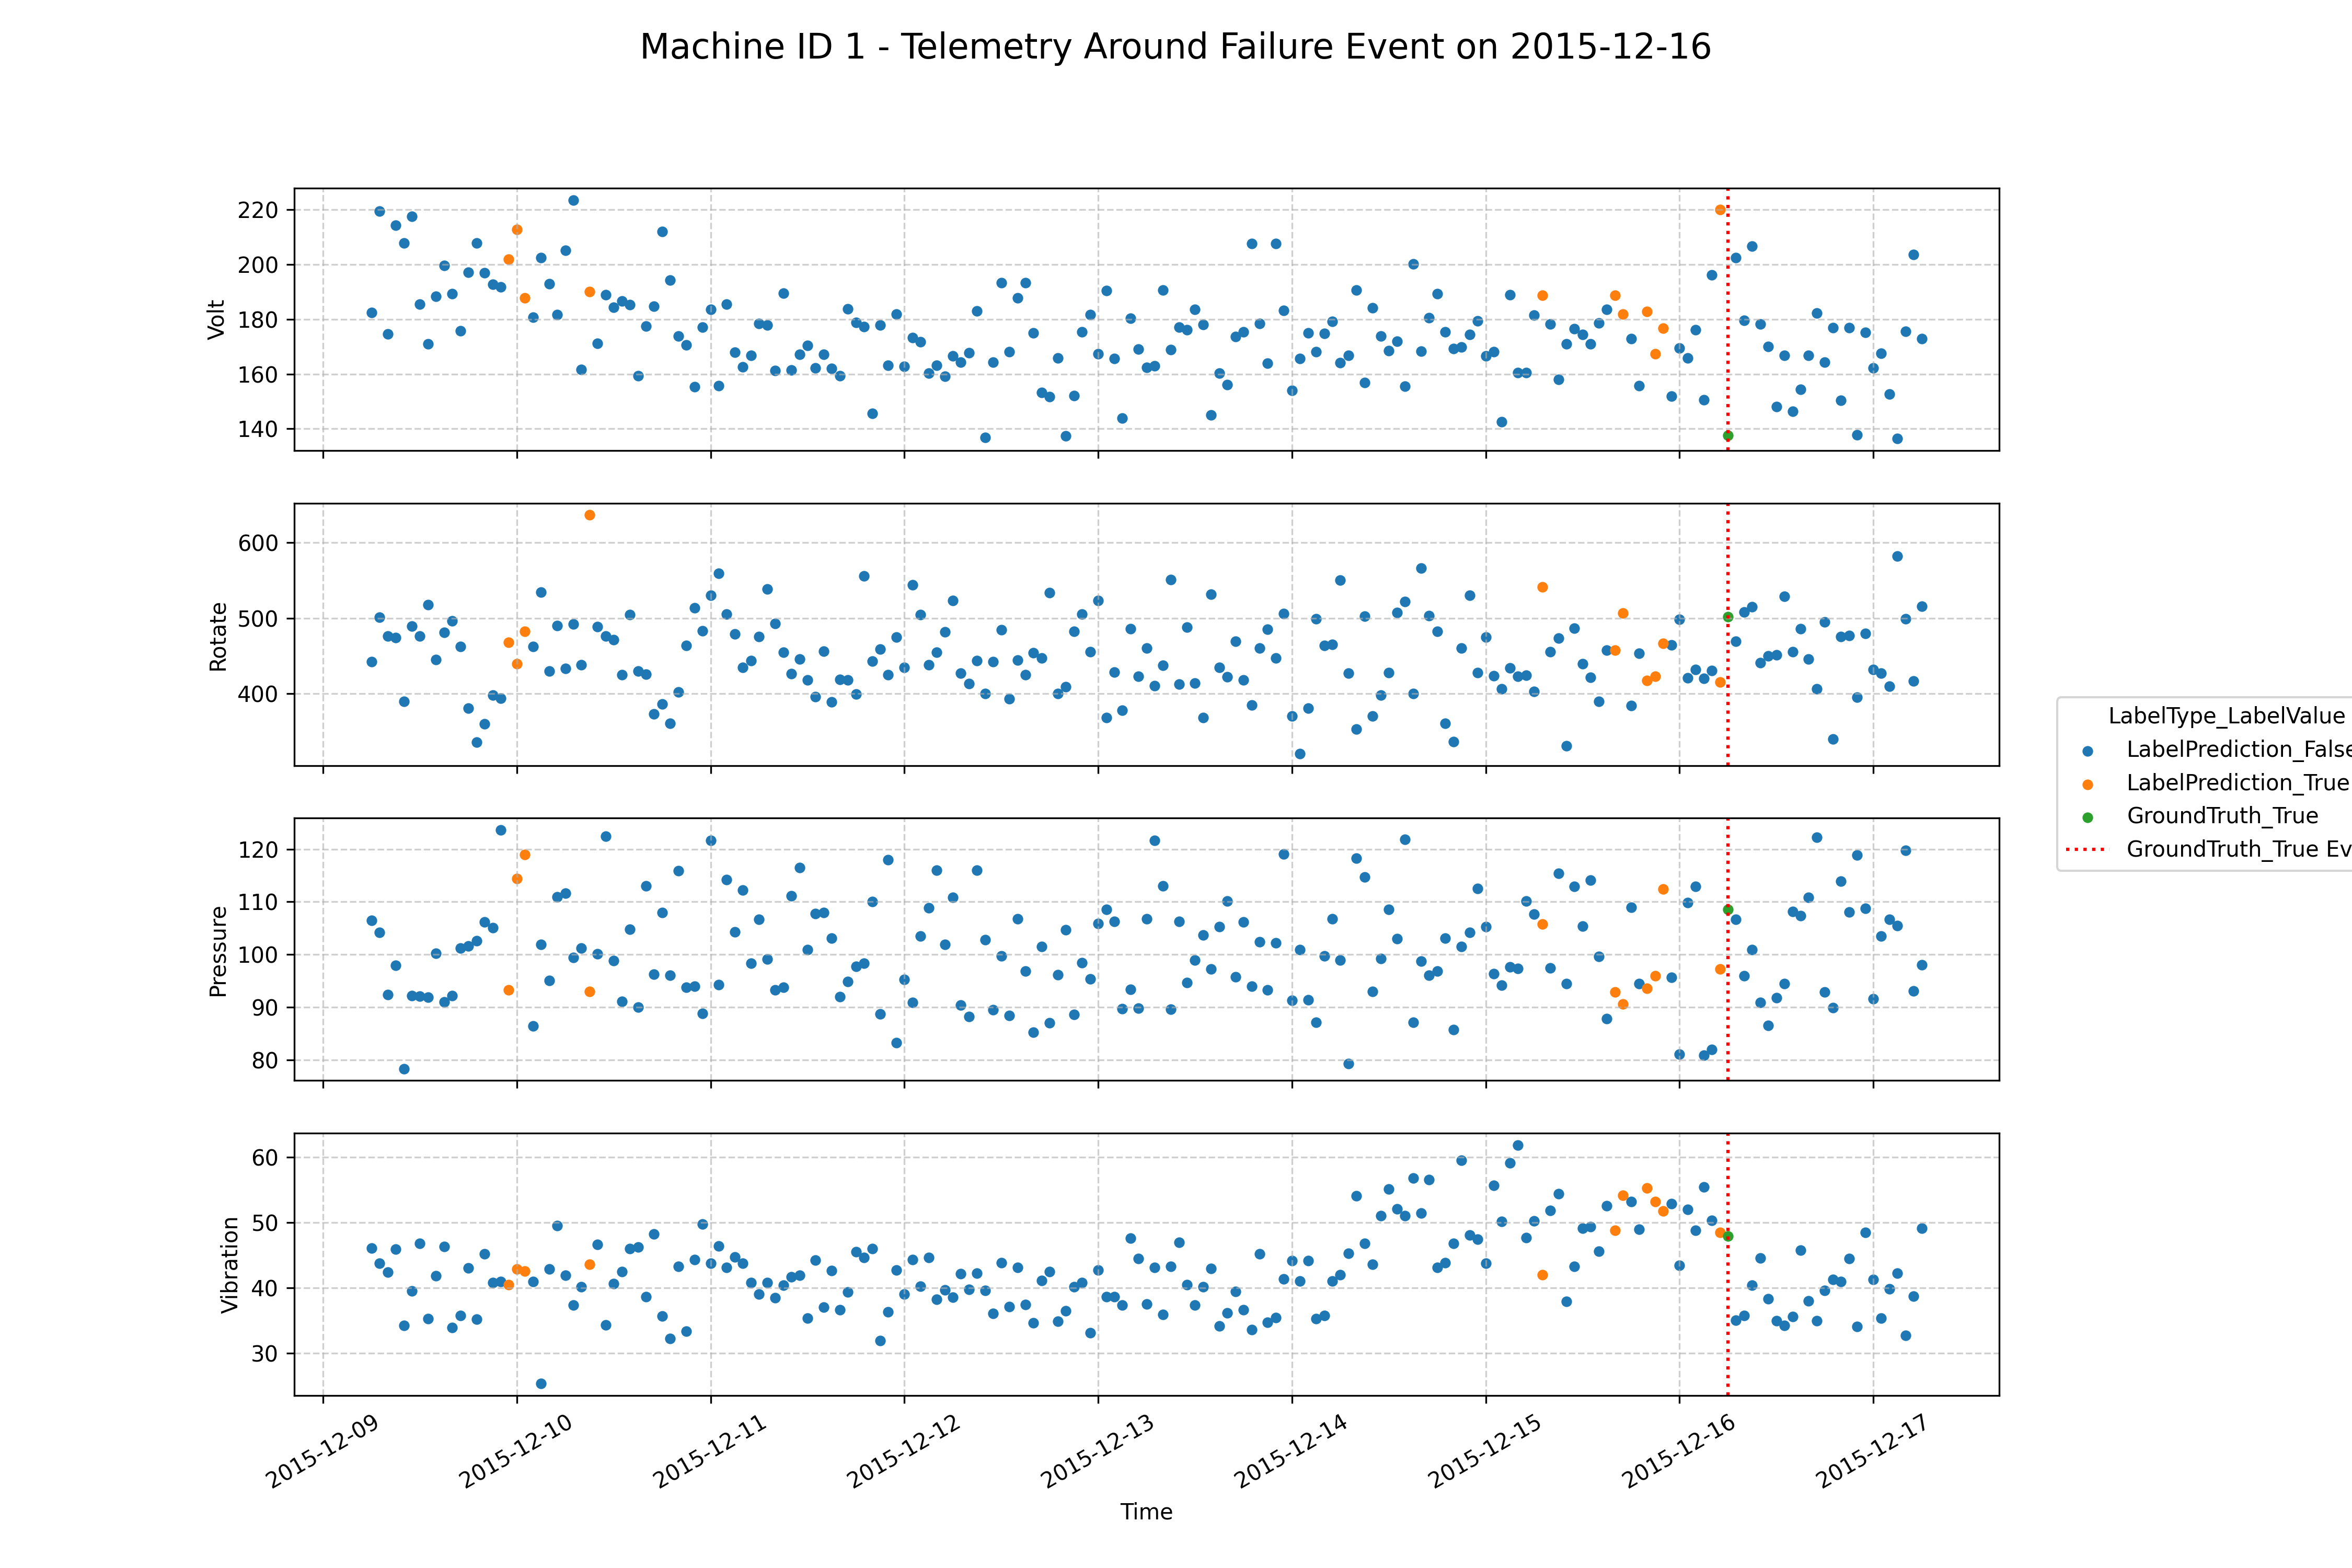 Machine ID 1 - Telemetry Around Failure Event on 2015-12-16
220
200
180
160
140
Volt
600
500
400
Rotate
120
110
100
90
80
Pressure
60
50
40
30
Vibration
2015-12-09
2015-12-10
2015-12-11
2015-12-12
2015-12-13
2015-12-14
2015-12-15
2015-12-16
2015-12-17
Time
LabelType_LabelValue
LabelPrediction_False
LabelPrediction_True
GroundTruth_True
GroundTruth_True Ev